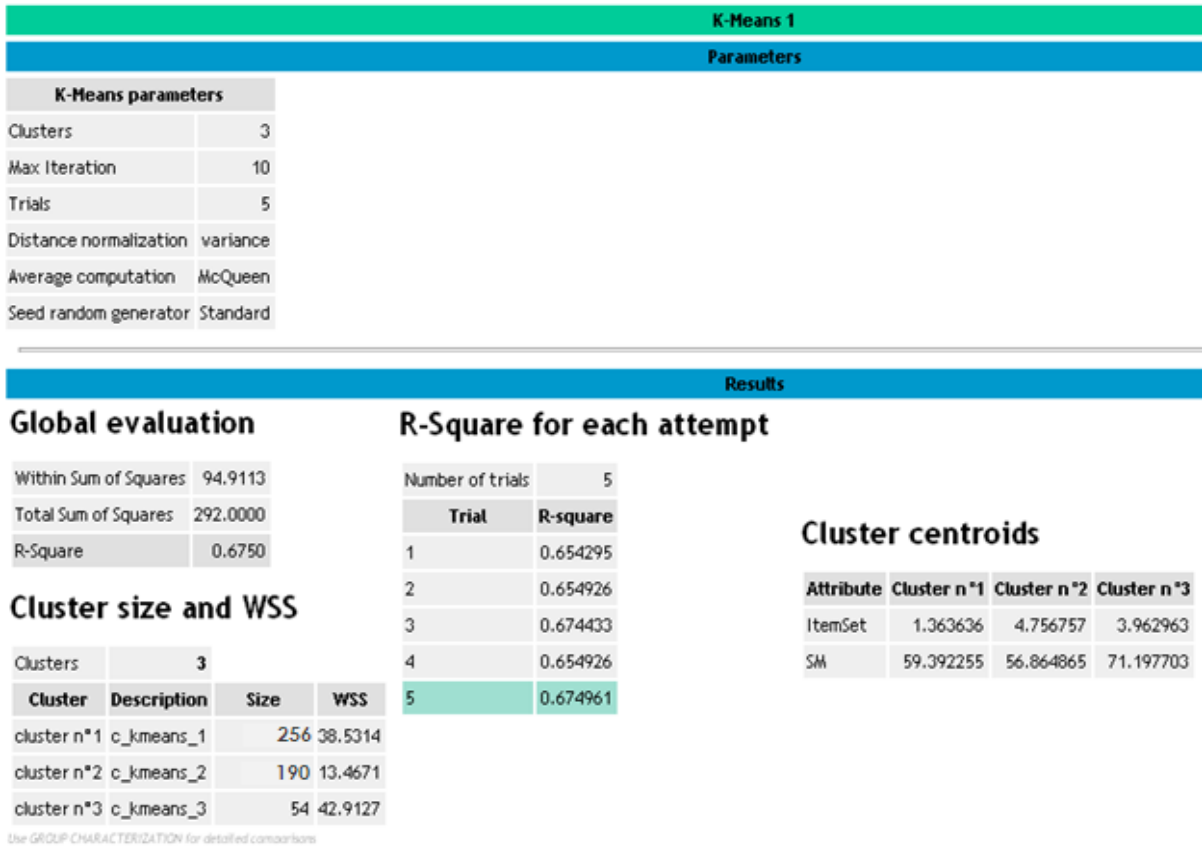 K-Means 1
Parameters
K-Means parameters
Clusters 3
Max Iteration 10
Trials 5
Distance normalization variance
Average computation McQueen
Seed random generator Standard
Results
Global evaluation
Within Sum of Squares 94.9113
Total Sum of Squares 292.0000
R-Square 0.6750
Cluster size and WSS
Clusters 3
Cluster Description Size WSS
cluster n°1 c_kmeans_1 256 38.5314
cluster n°2 c_kmeans_2 190 13.4671
cluster n°3 c_kmeans_3 54 42.9127
Use GROUP CHARACTERIZATION for detailed comparisons
R-Square for each attempt
Number of trials 5
Trial R-square
1 0.654295
2 0.654926
3 0.674433
4 0.654926
5 0.674961
Cluster centroids
Attribute Cluster n°1 Cluster n°2 Cluster n°3
ItemSet 1.363636 4.756757 3.962963
SM 59.392255 56.864865 71.197703